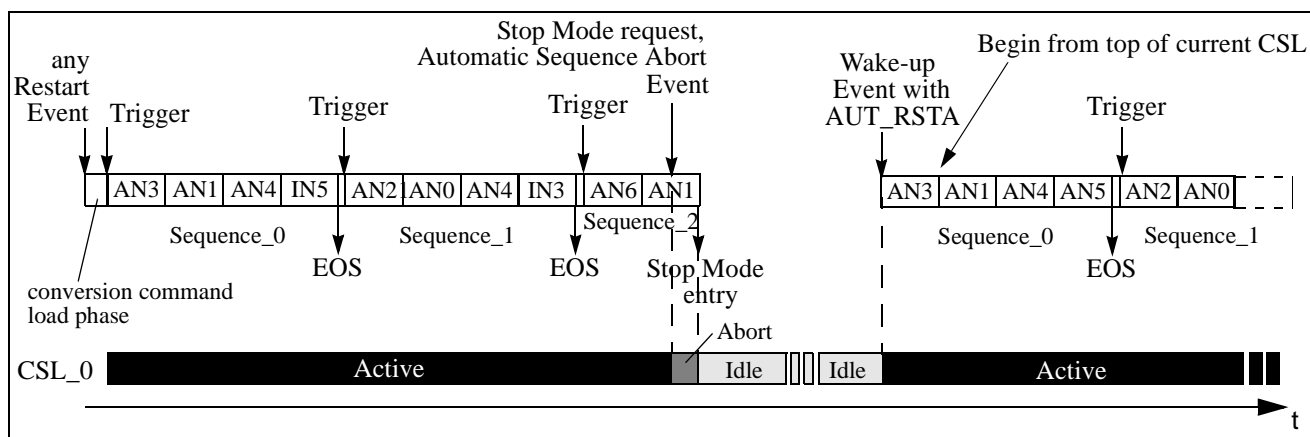 any
Restart
Event
Trigger
Trigger
Stop Mode request,
Automatic Sequence Abort
Event
Trigger
Wake-up
Event with
AUT_RSTA
Begin from top of current CSL
Trigger
AN3 AN1 AN4 IN5 AN21 AN0 AN4 IN3 AN6 AN1
AN3 AN1 AN4 AN5 AN2 AN0
Sequence_0
Sequence_1
Sequence_2
Sequence_0
Sequence_1
EOS
EOS
Stop Mode
entry
EOS
conversion command
load phase
Abort
CSL_0
Active
Idle
Idle
Active
t